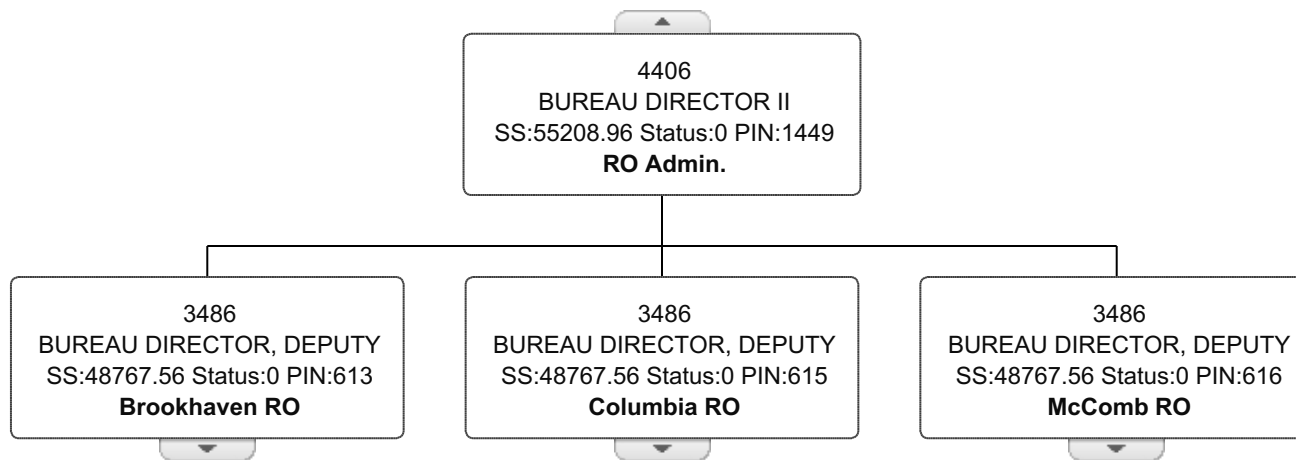 4406
BUREAU DIRECTOR II
SS:55208.96 Status:0 PIN:1449
RO Admin.
3486
BUREAU DIRECTOR, DEPUTY
SS:48767.56 Status:0 PIN:613
Brookhaven RO
3486
BUREAU DIRECTOR, DEPUTY
SS:48767.56 Status:0 PIN:615
Columbia RO
3486
BUREAU DIRECTOR, DEPUTY
SS:48767.56 Status:0 PIN:616
McComb RO